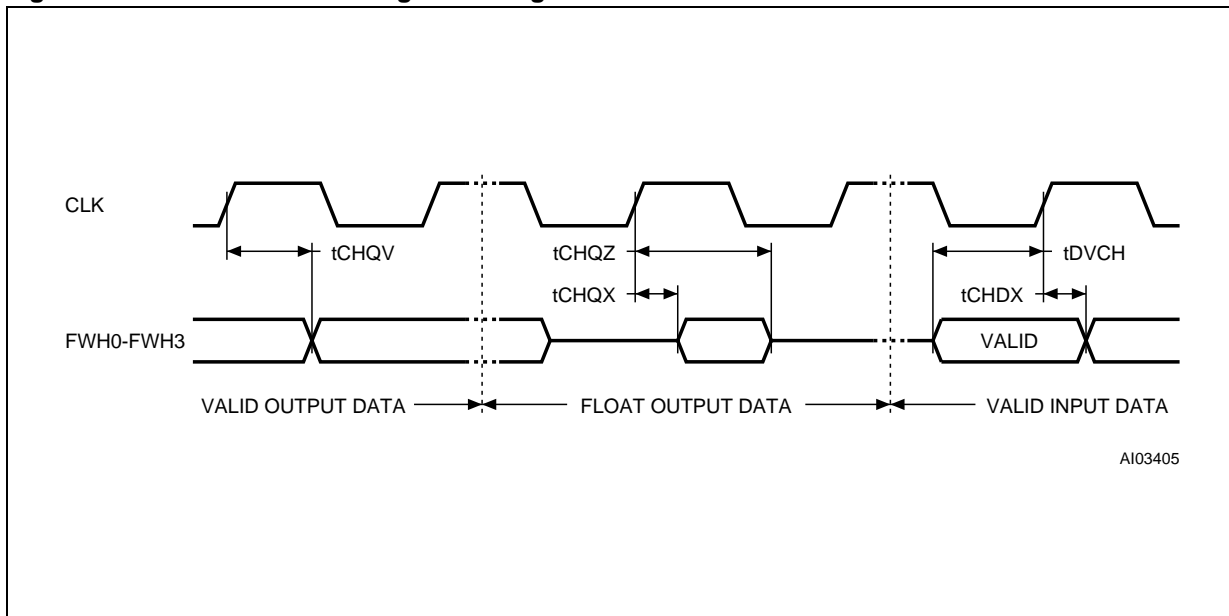 CLK
tCHQV
tCHQZ
tDVCH
tCHQX
tCHDX
FWH0-FWH3
VALID
VALID OUTPUT DATA
FLOAT OUTPUT DATA
VALID INPUT DATA
AI03405